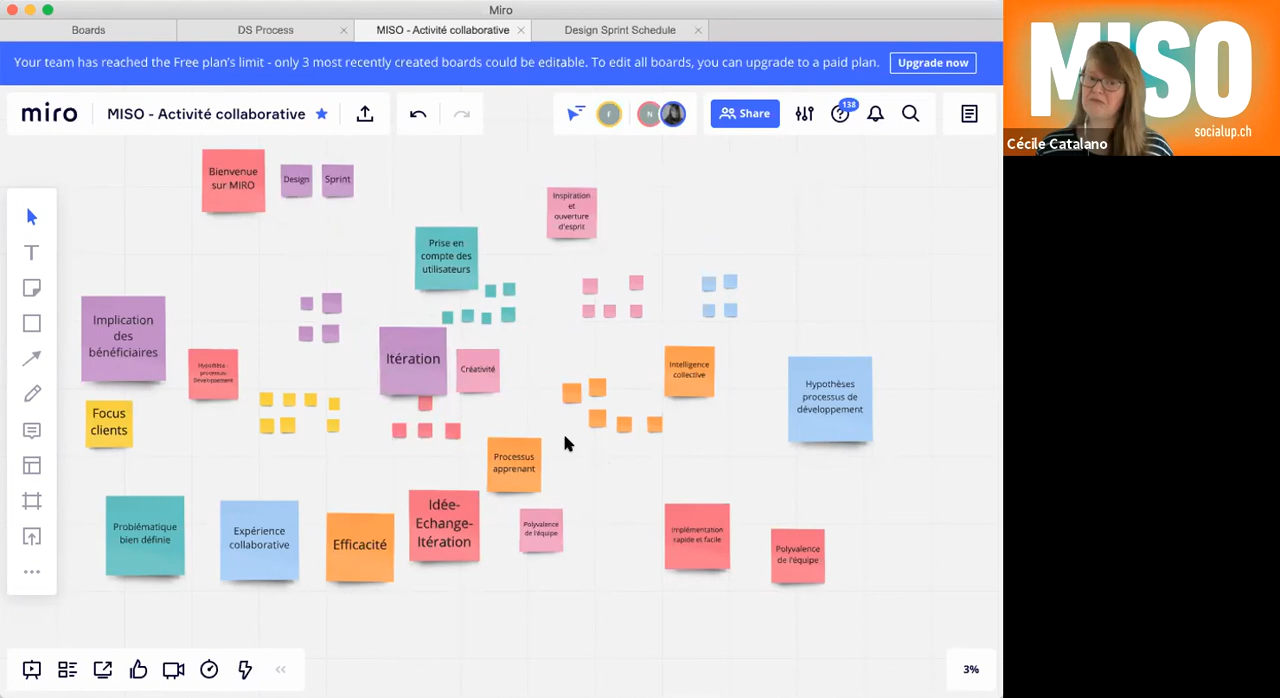 Miro
Boards
DS Process
MISO - Activité collaborative
Design Sprint Schedule
Your team has reached the Free plan's limit - only 3 most recently created boards could be editable. To edit all boards, you can upgrade to a paid plan.
Upgrade now
miro
MISO - Activité collaborative
F
N
Share
138
MISO
socialup.ch
Cécile Catalano
Bienvenue
sur MIRO
Design
Sprint
Inspiration
et
ouverture
d'esprit
Prise en
compte des
utilisateurs
Implication
des
bénéficiaires
Itération
Créativité
Intelligence
collective
Hypothèses
processus de
développement
Focus
clients
Processus
apprenant
Problématique
bien définie
Expérience
collaborative
Efficacité
Idée-
Echange-
Itération
Polyvalence
de l'équipe
Implémentation
rapide et facile
Polyvalence
de l'équipe
3%